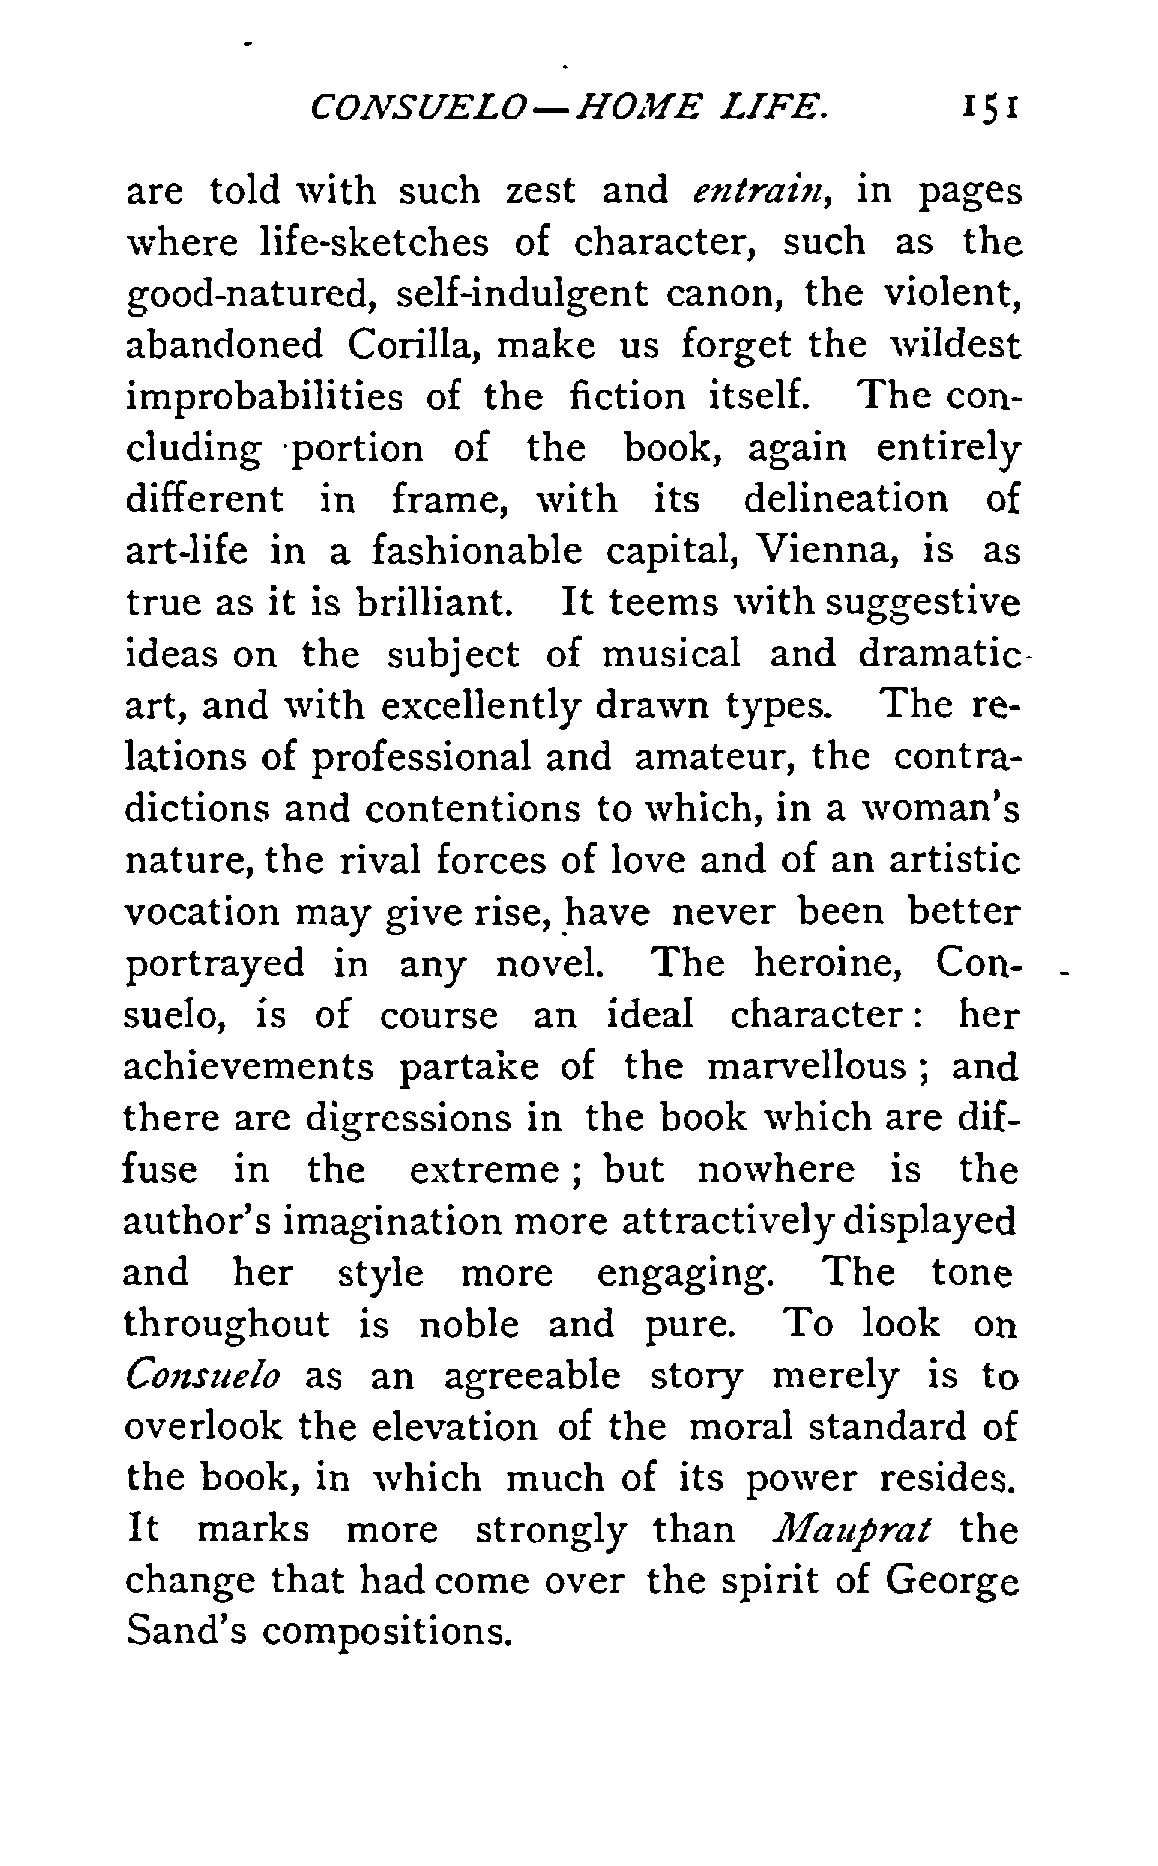 CONSUELO—HOME LIFE. 151
are told with such zest and entrain, in pages
where life-sketches of character, such as the
good-natured, self-indulgent canon, the violent,
abandoned Corilla, make us forget the wildest
improbabilities of the fiction itself. The con-
cluding portion of the book, again entirely
different in frame, with its delineation of
art-life in a fashionable capital, Vienna, is as
true as it is brilliant. It teems with suggestive
ideas on the subject of musical and dramatic
art, and with excellently drawn types. The re-
lations of professional and amateur, the contra-
dictions and contentions to which, in a woman's
nature, the rival forces of love and of an artistic
vocation may give rise, have never been better
portrayed in any novel. The heroine, Con-
suelo, is of course an ideal character: her
achievements partake of the marvellous; and
there are digressions in the book which are dif-
fuse in the extreme; but nowhere is the
author's imagination more attractively displayed
and her style more engaging. The tone
throughout is noble and pure. To look on
Consuelo as an agreeable story merely is to
overlook the elevation of the moral standard of
the book, in which much of its power resides.
It marks more strongly than Mauprat the
change that had come over the spirit of George
Sand's compositions.